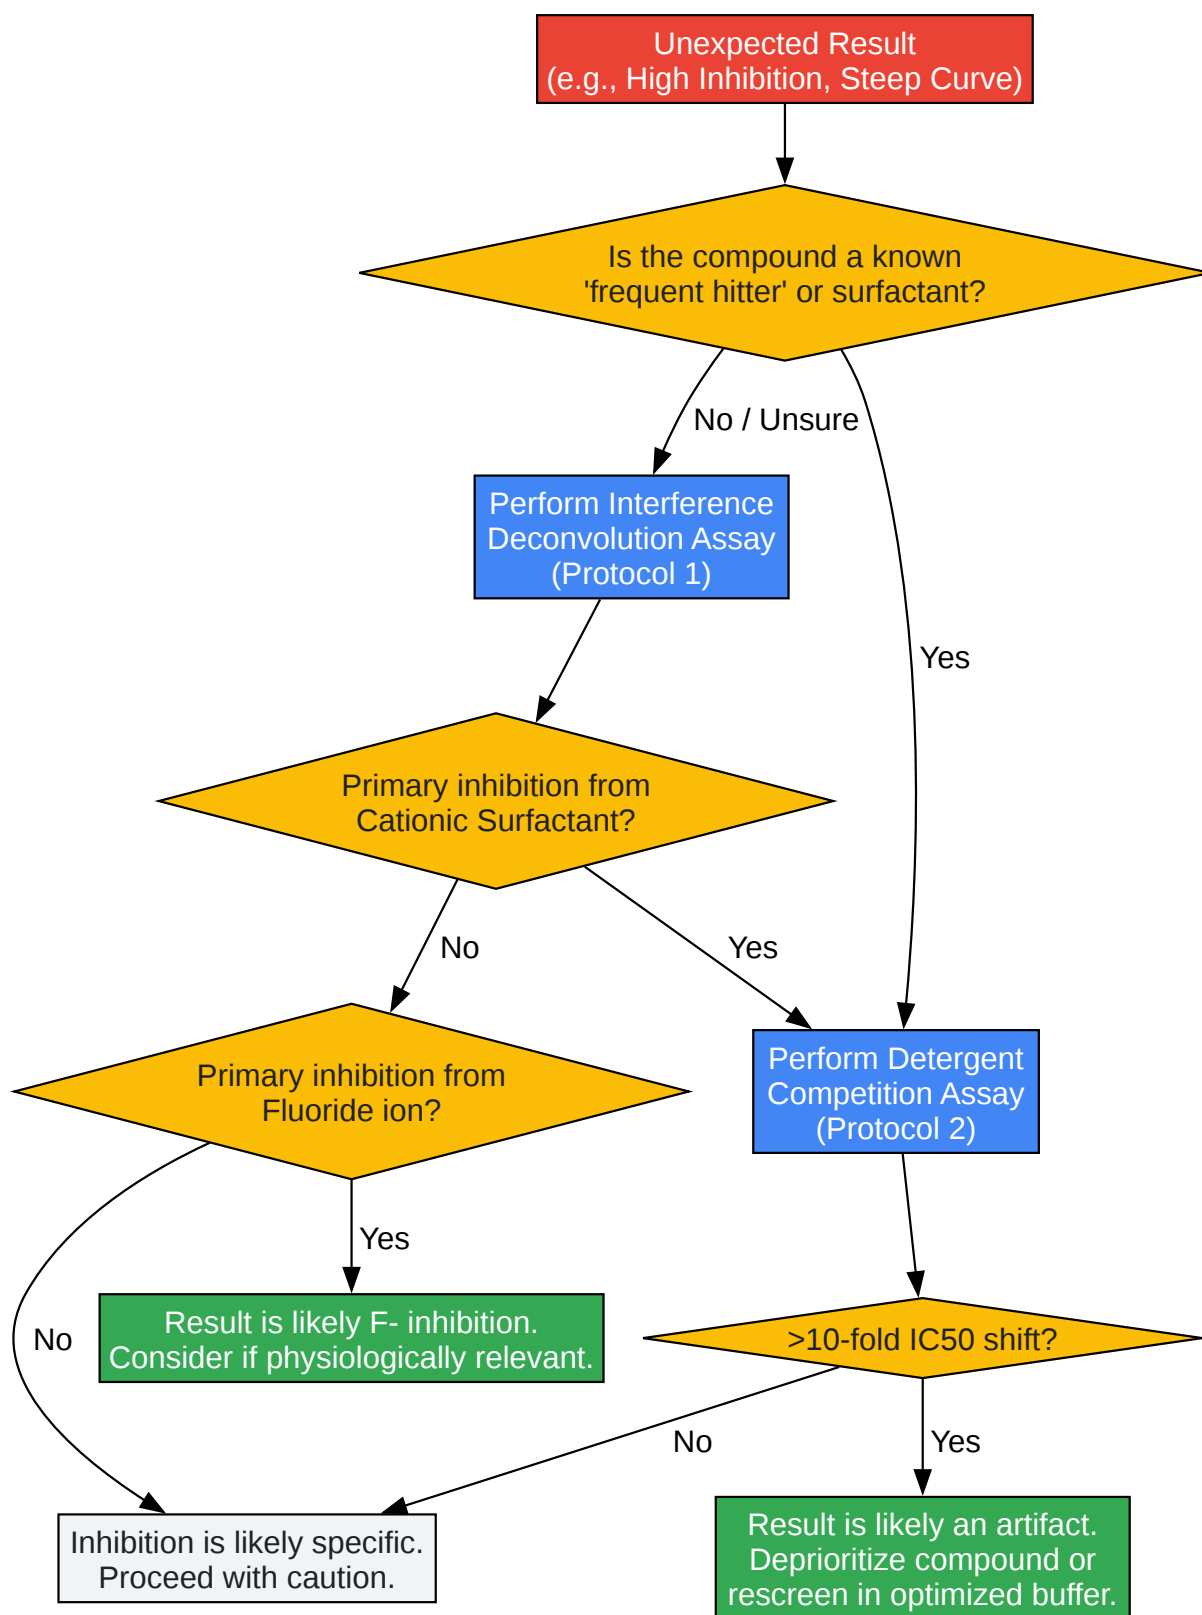 Unexpected Result
(e.g., High Inhibition, Steep Curve)
Is the compound a known
'frequent hitter' or surfactant?
No / Unsure
Perform Interference
Deconvolution Assay
(Protocol 1)
Yes
Primary inhibition from
Cationic Surfactant?
No
Yes
Primary inhibition from
Fluoride ion?
Perform Detergent
Competition Assay
(Protocol 2)
Yes
Result is likely F- inhibition.
Consider if physiologically relevant.
No
>10-fold IC50 shift?
No
Yes
Inhibition is likely specific.
Proceed with caution.
Result is likely an artifact.
Deprioritize compound or
rescreen in optimized buffer.